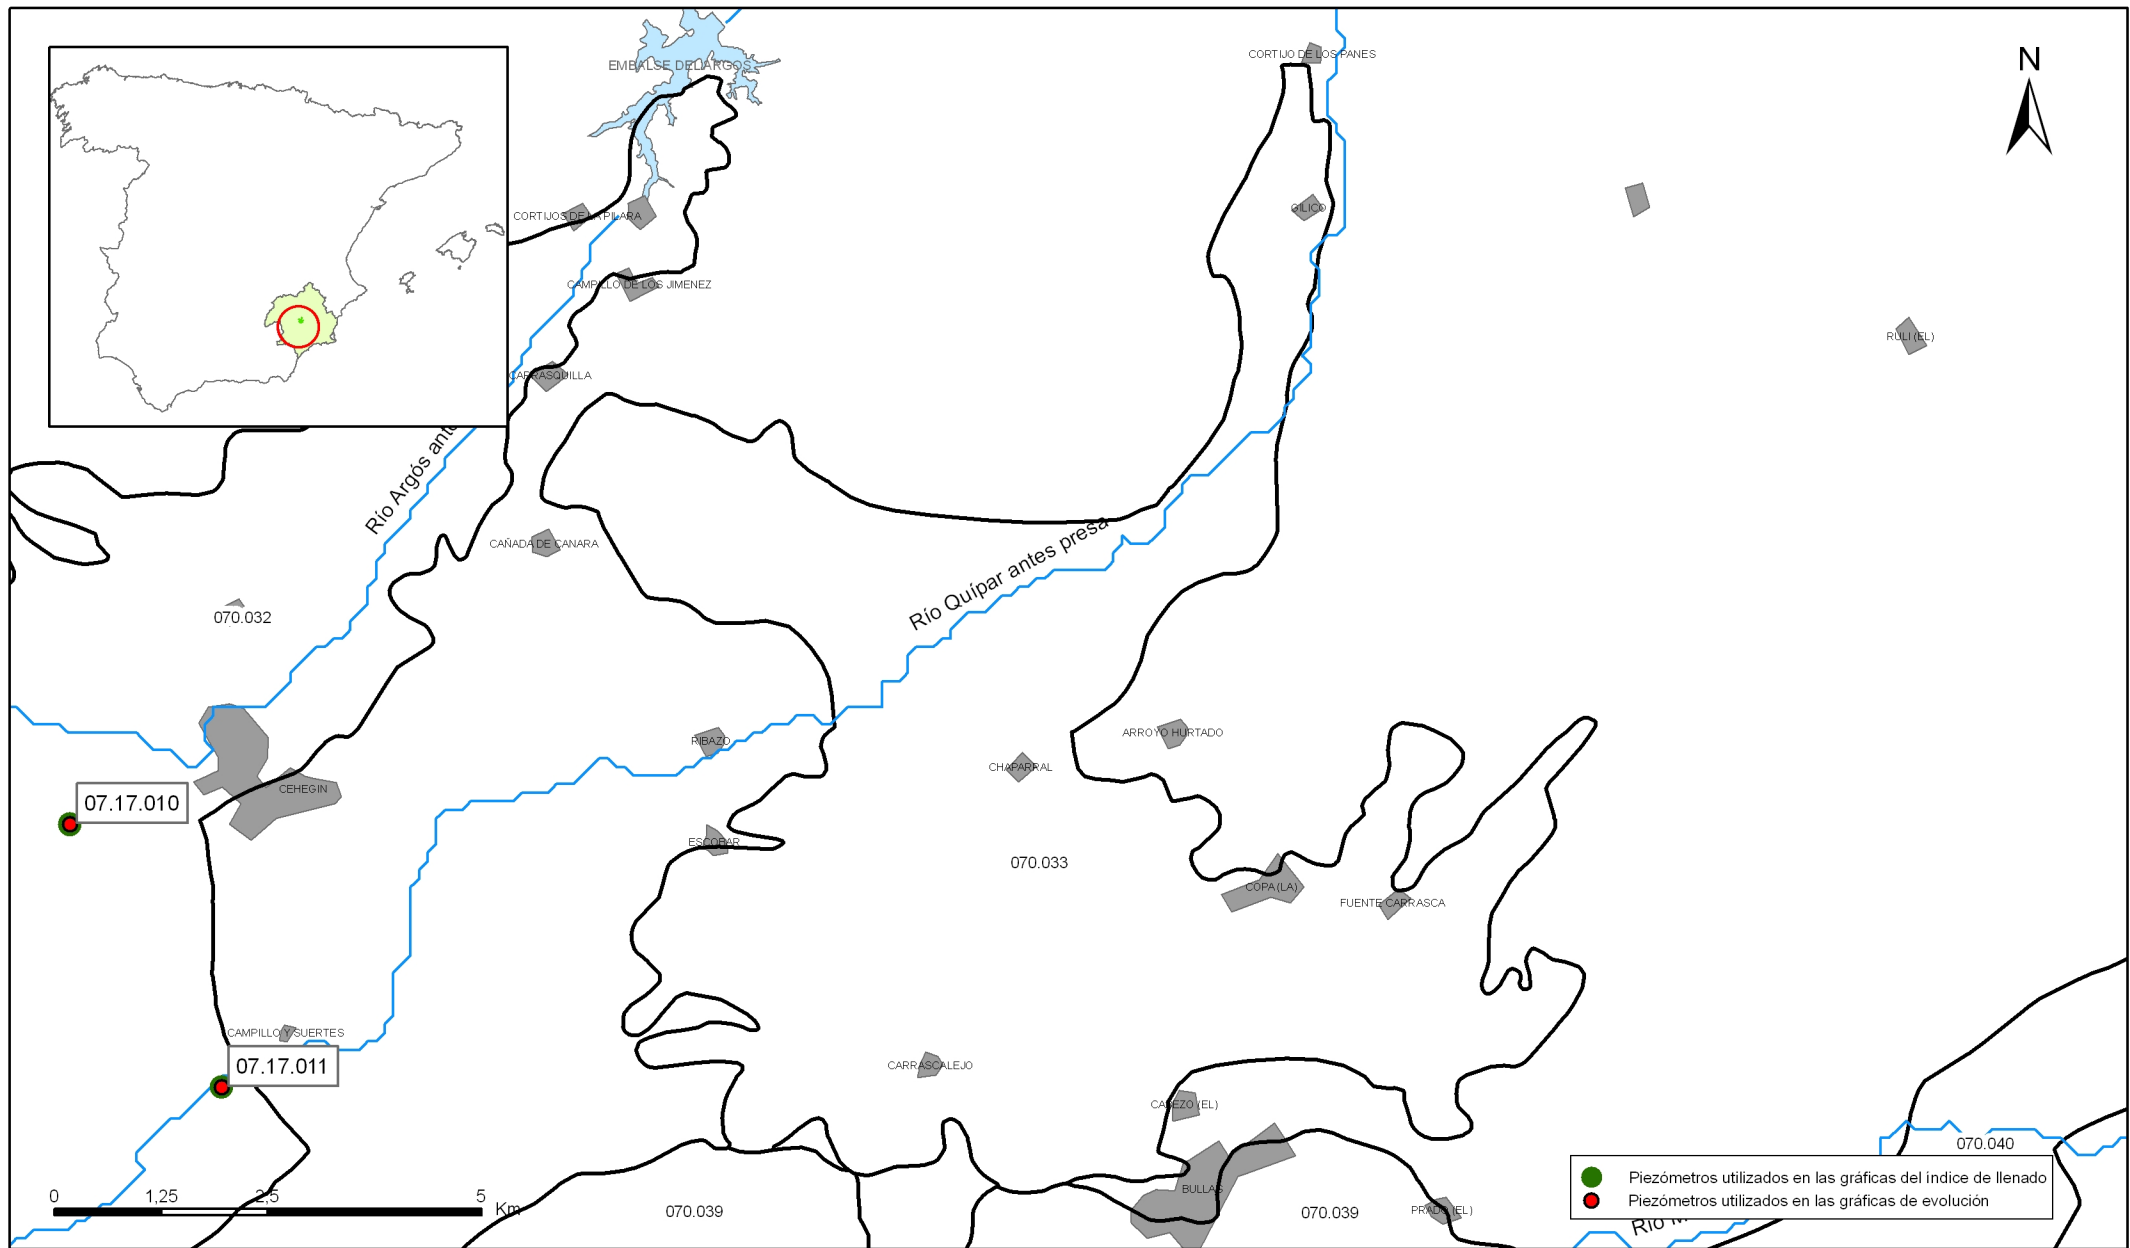 EMBALSE DEL ARGOS
CORTIJO DE LOS PANES
N
CORTIJOS DE LA PILARA
GILICO
CAMPILLO DE LOS JIMENEZ
RULI (EL)
CARRASQUILLA
Río Argós
CAÑADA DE CANARA
Río Quípar antes presa
070.032
RIBAZO
ARROYO HURTADO
CHAPARRAL
CEHEGIN
07.17.010
ESCOBAR
070.033
COPA (LA)
FUENTE CARRASCA
CAMPILLO Y SUERTES
07.17.011
CARRASCALEJO
CABEZO (EL)
070.040
Piezómetros utilizados en las gráficas del índice de llenado
Piezómetros utilizados en las gráficas de evolución
BULLAS
0 1,25 2,5 5
Km
070.039
070.039
PRADO (EL)
Río